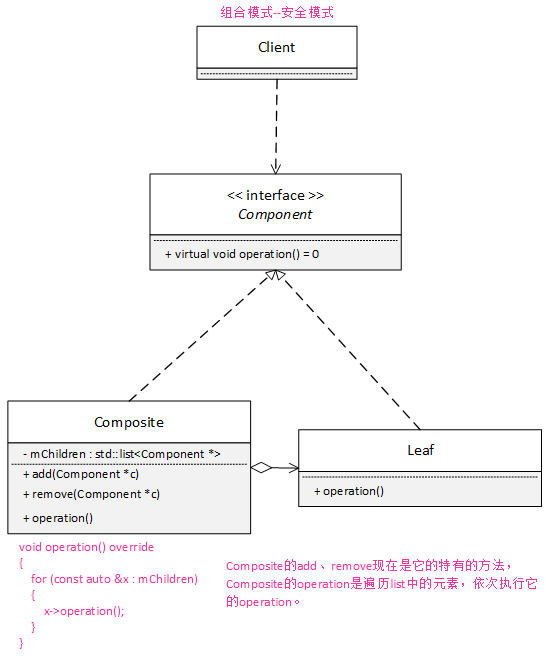 组合模式--安全模式
Client
<< interface >>
Component
+ virtual void operation() = 0
Composite
- mChildren : std::list<Component *>
+ add(Component *c)
+ remove(Component *c)
+ operation()
Leaf
+ operation()
void operation() override
{
for (const auto &x : mChildren)
{
x->operation();
}
}
Composite的add、remove现在是它的特有的方法，
Composite的operation是遍历list中的元素，依次执行它
的operation。